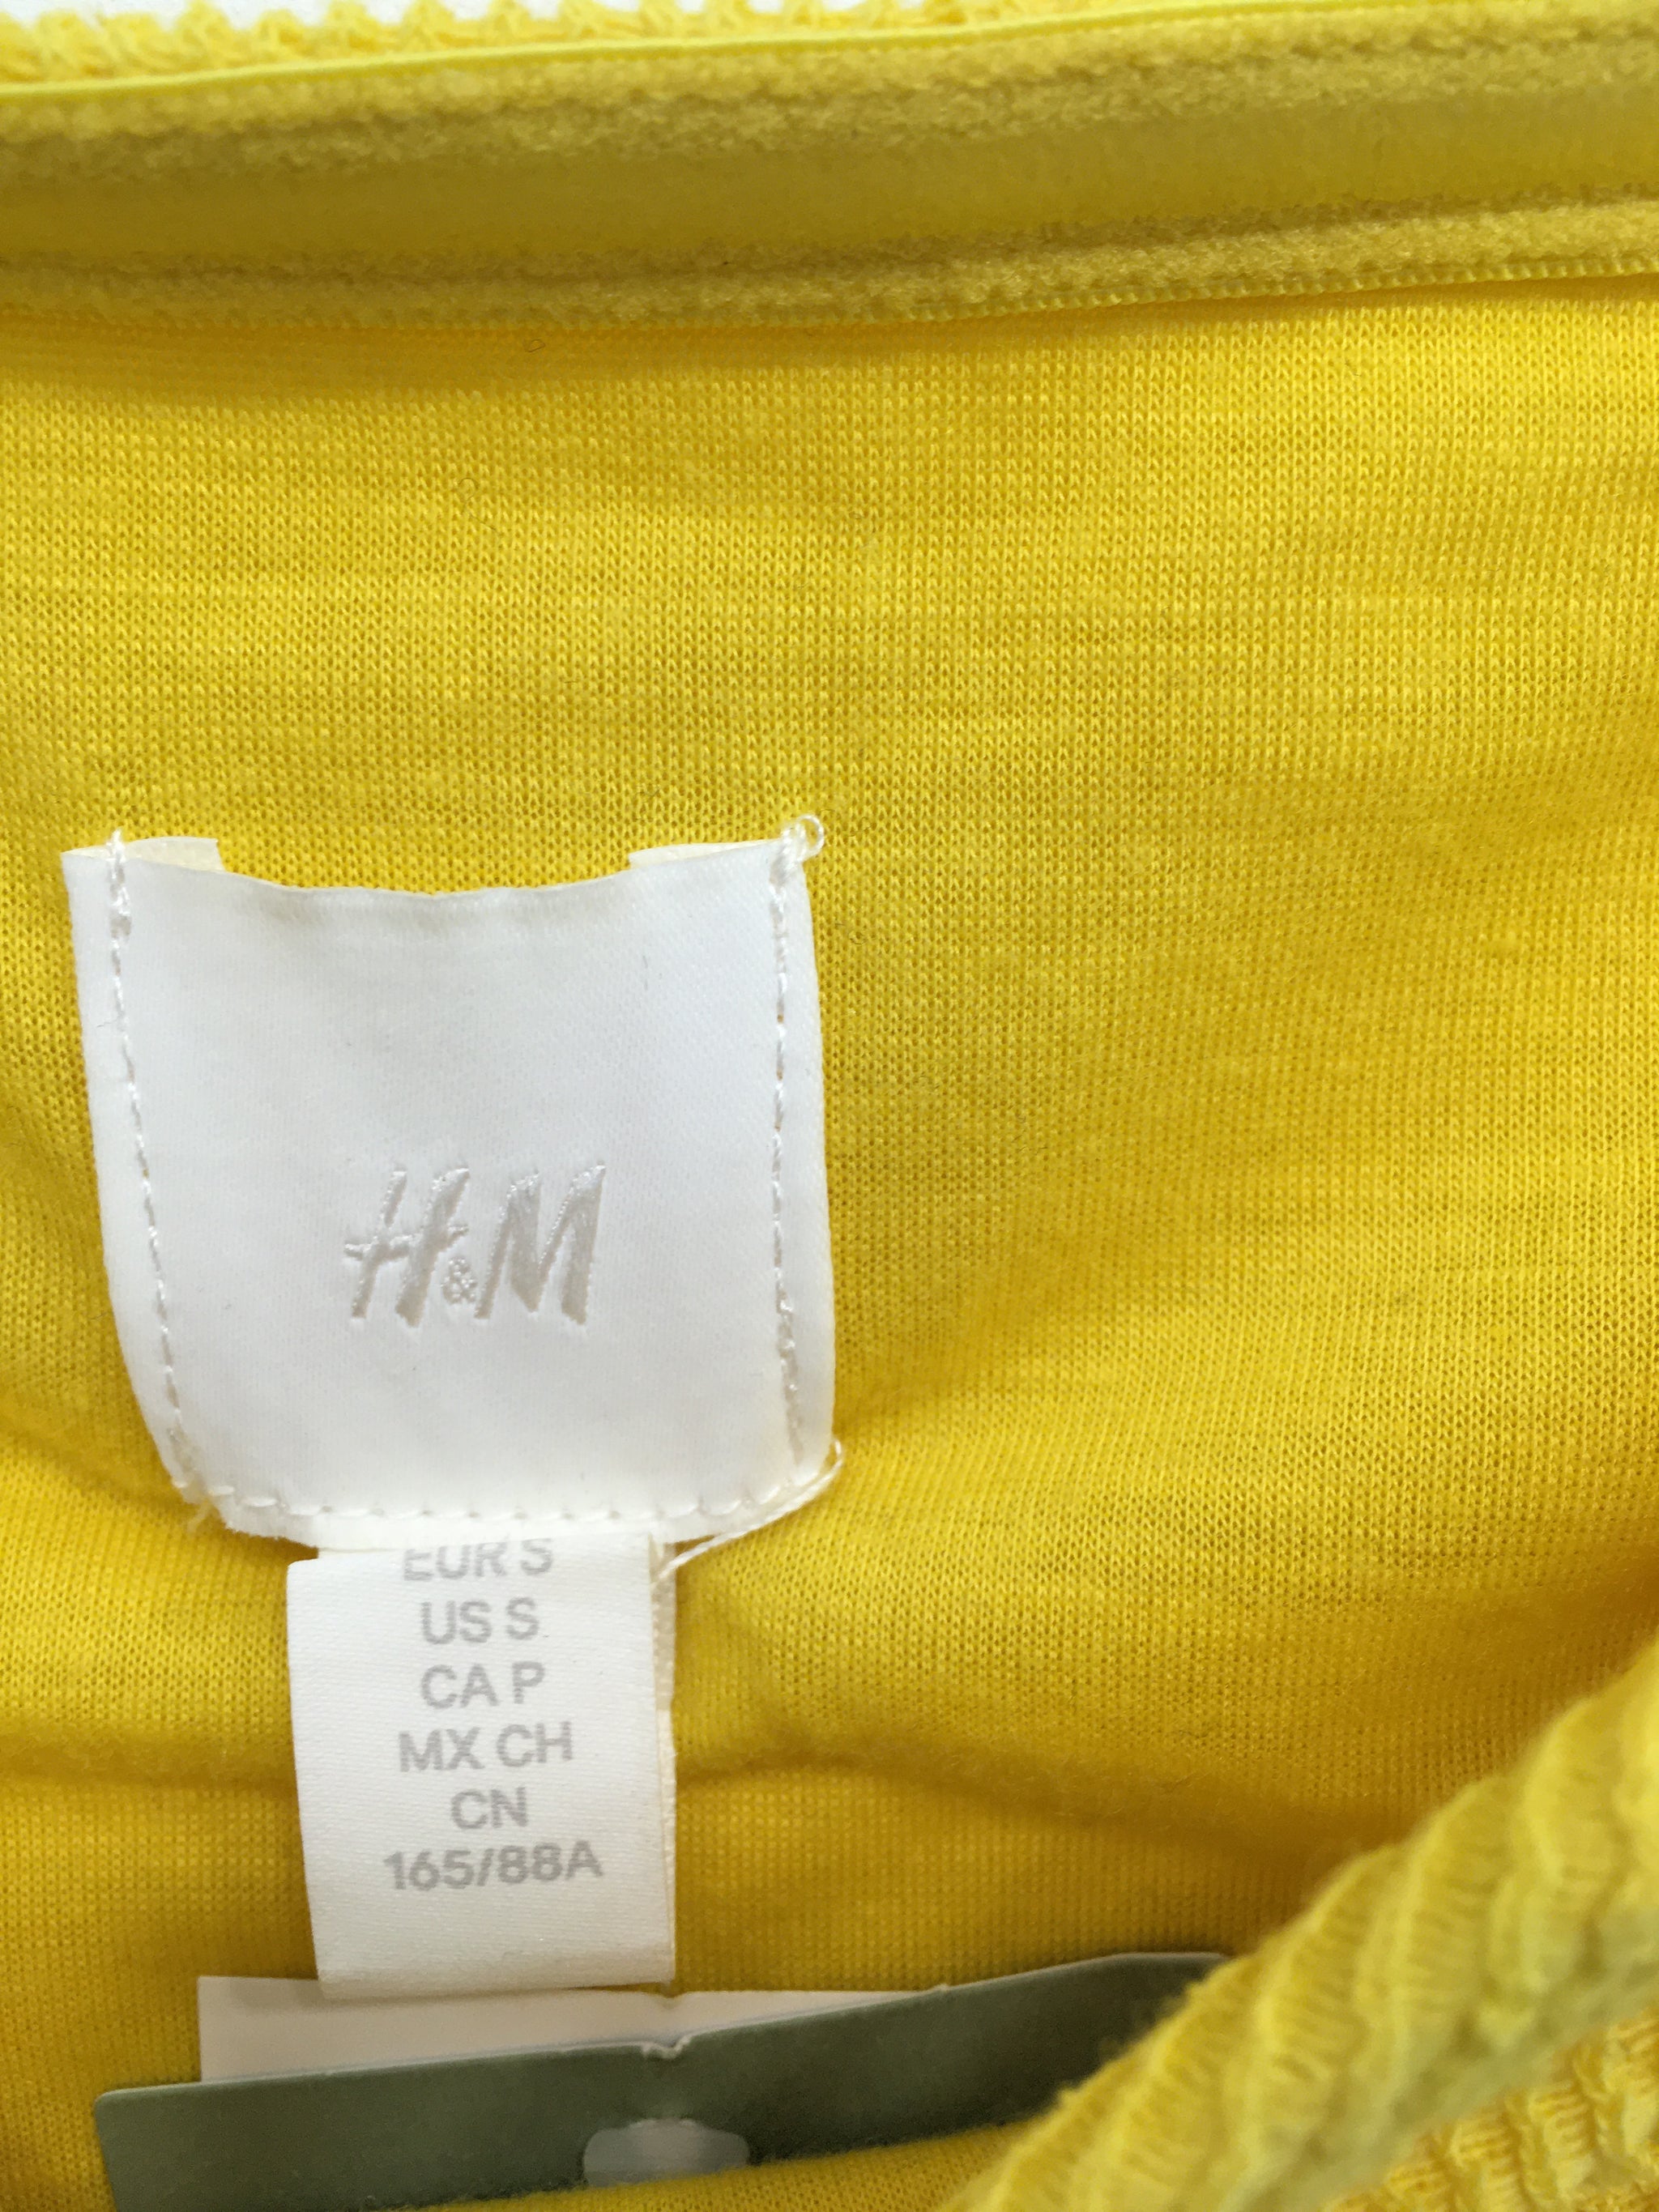 H&M
EUR S
US S
CA P
MX CH
CN
165/88A